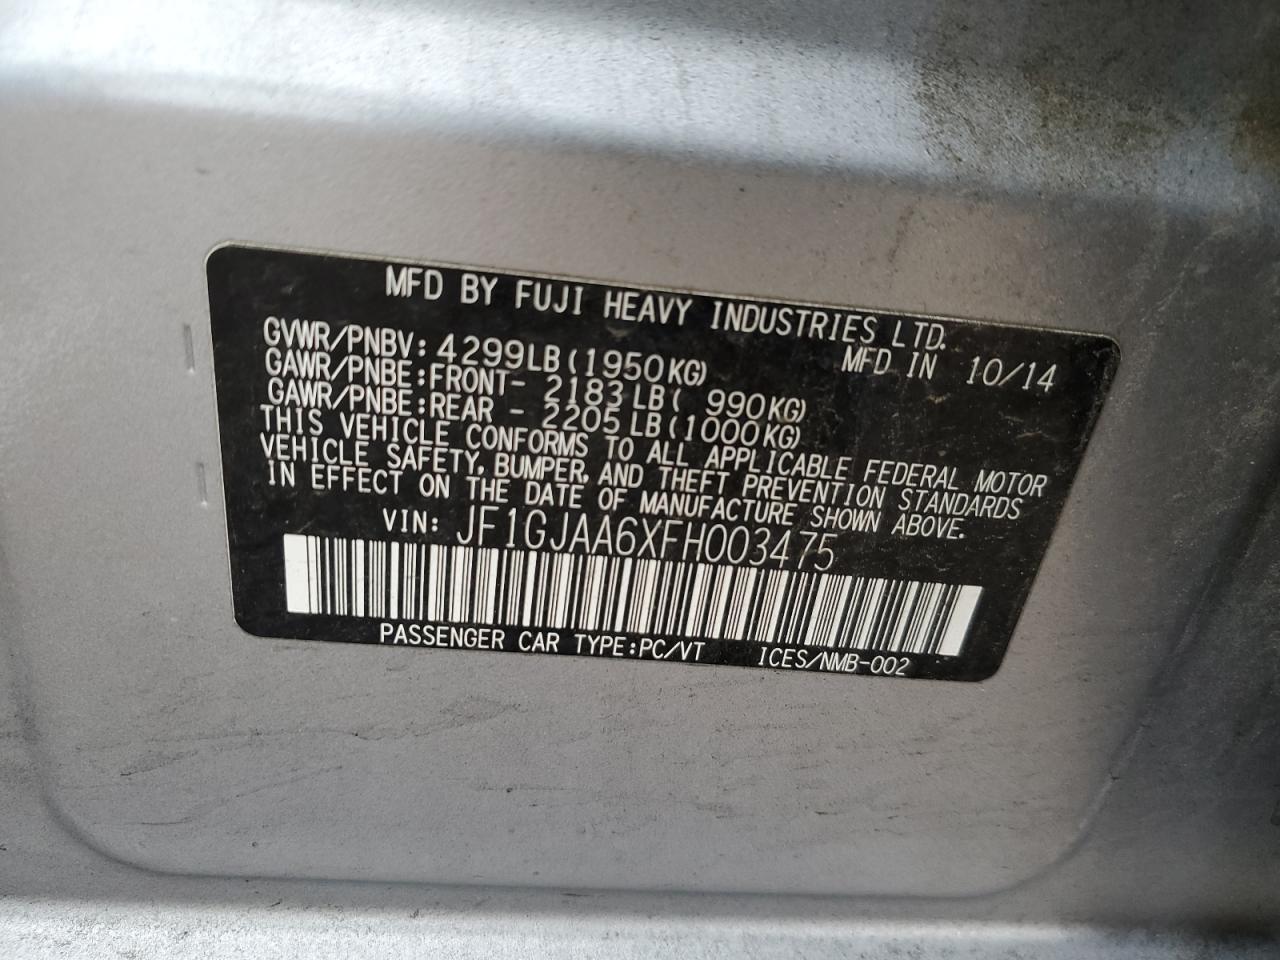 MFD BY FUJI HEAVY INDUSTRIES LTD.
GVWR/PNBV: 4299LB(1950KG) MFD IN 10/14
GAWR/PNBE:FRONT- 2183LB( 990KG)
GAWR/PNBE:REAR - 2205LB(1000KG)
THIS VEHICLE CONFORMS TO ALL APPLICABLE FEDERAL MOTOR
VEHICLE SAFETY, BUMPER, AND THEFT PREVENTION STANDARDS
IN EFFECT ON THE DATE OF MANUFACTURE SHOWN ABOVE.
VIN: JF1GJAA6XFH003475
PASSENGER CAR TYPE:PC/VT ICES/NMB-002